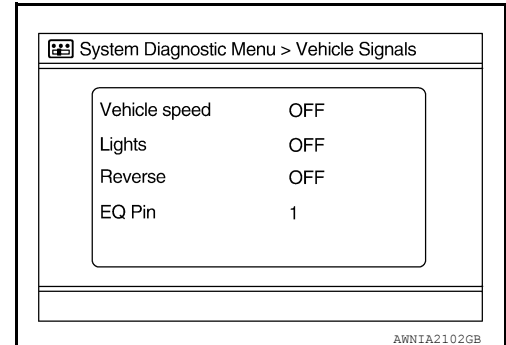 System Diagnostic Menu > Vehicle Signals
Vehicle speed OFF
Lights OFF
Reverse OFF
EQ Pin 1
AWNIA2102GB